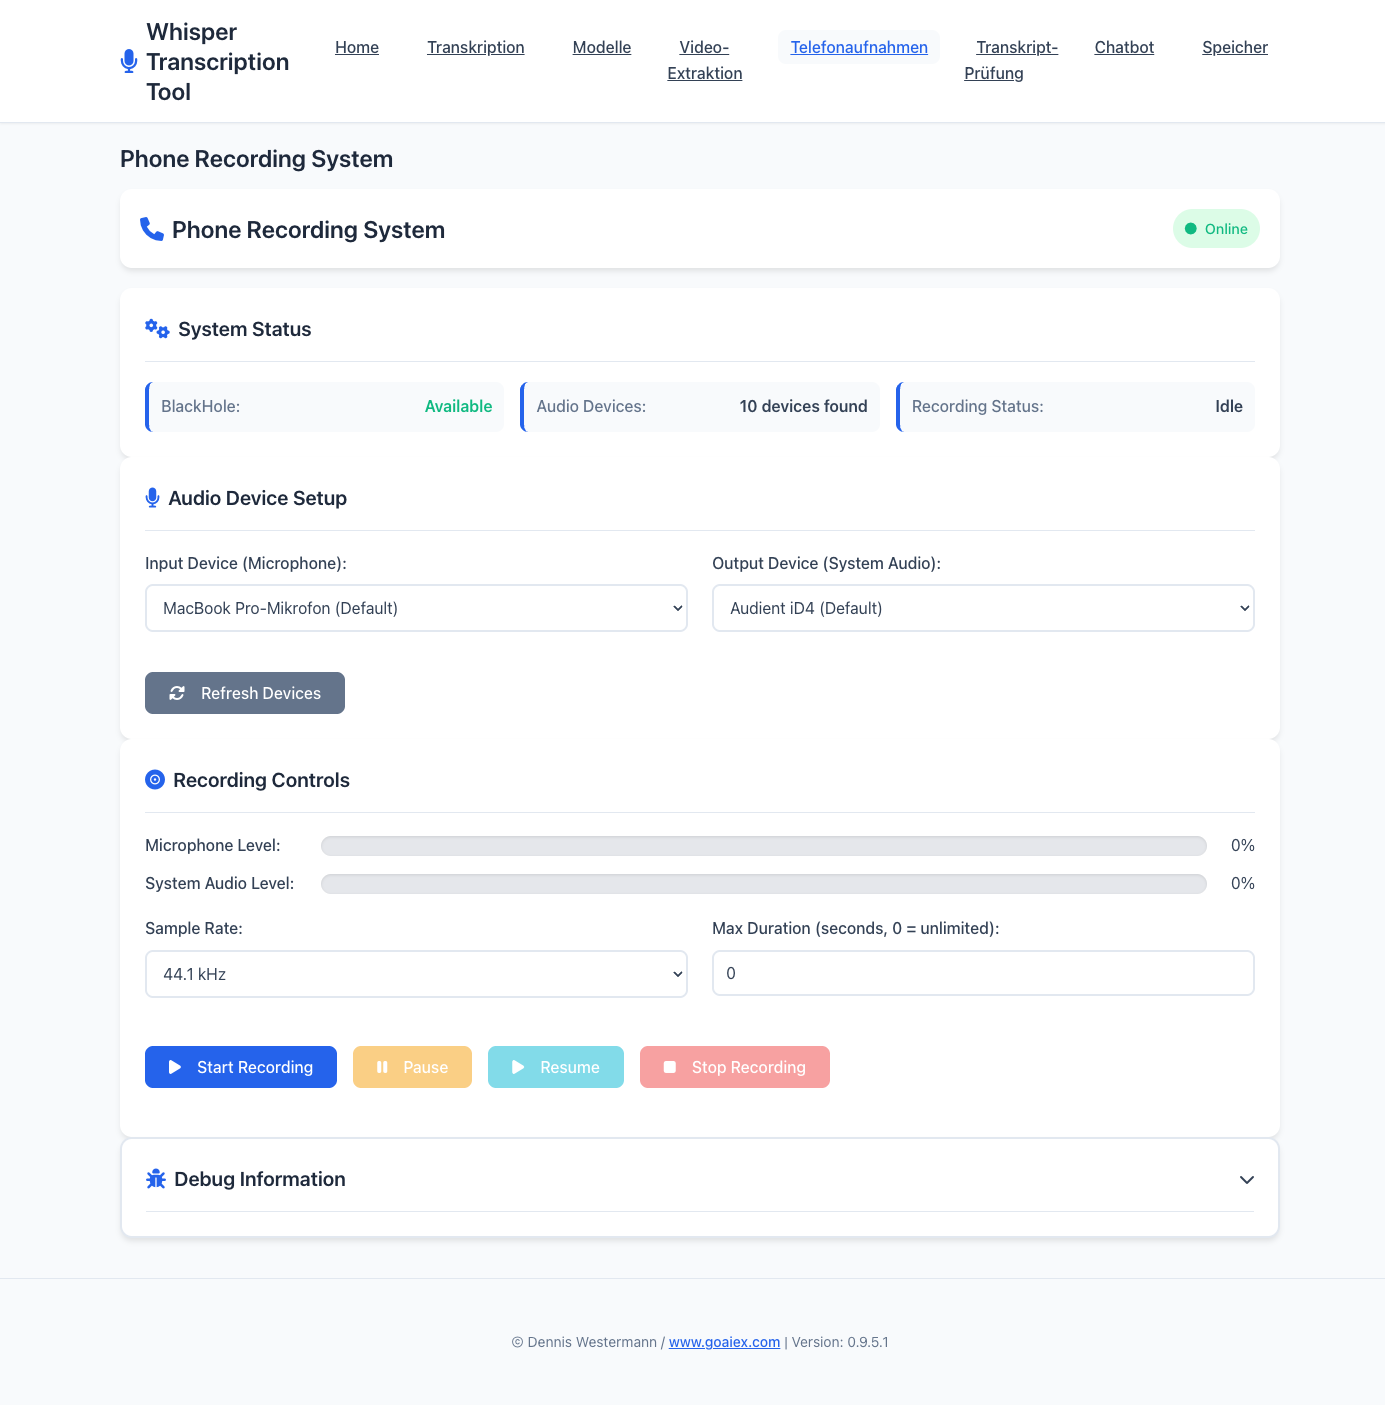 Whisper
Transcription
Tool
Home
Transkription
Modelle
Video-
Extraktion
Telefonaufnahmen
Transkript-
Prüfung
Chatbot
Speicher
Phone Recording System
Phone Recording System
Online
System Status
BlackHole: Available
Audio Devices: 10 devices found
Recording Status: Idle
Audio Device Setup
Input Device (Microphone):
MacBook Pro-Mikrofon (Default)
Output Device (System Audio):
Audient iD4 (Default)
Refresh Devices
Recording Controls
Microphone Level: 0%
System Audio Level: 0%
Sample Rate:
44.1 kHz
Max Duration (seconds, 0 = unlimited):
0
Start Recording
Pause
Resume
Stop Recording
Debug Information
© Dennis Westermann / www.goaiex.com | Version: 0.9.5.1